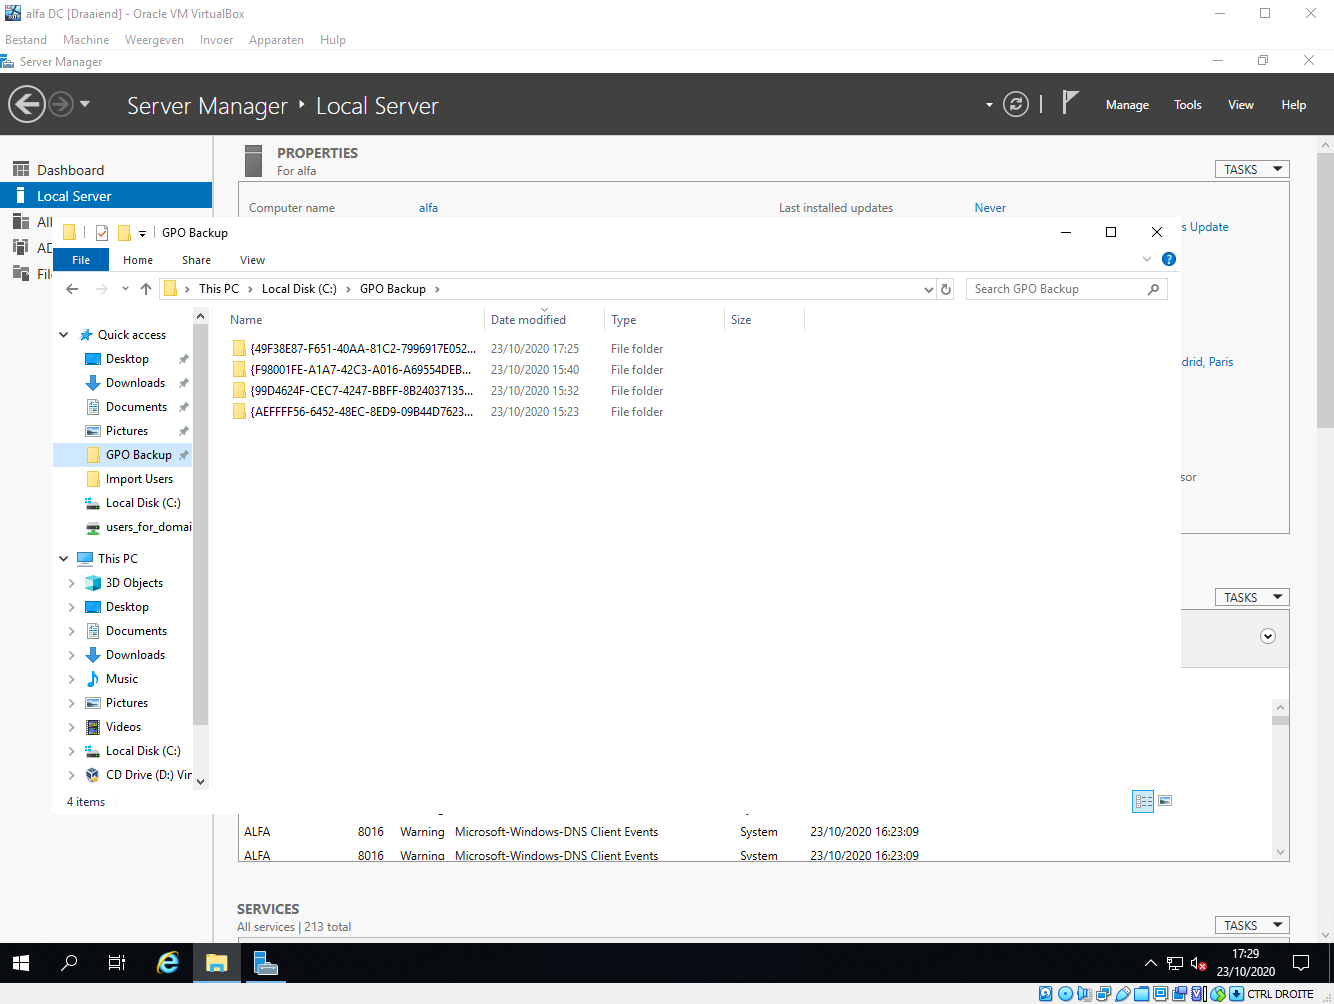 alfa DC [Draaiend] - Oracle VM VirtualBox
Bestand Machine Weergeven Invoer Apparaten Hulp
Server Manager
Server Manager ‣ Local Server
Manage Tools View Help
Dashboard
Local Server
All
AD
File
PROPERTIES
For alfa
TASKS
Computer name alfa Last installed updates Never
s Update
GPO Backup
File Home Share View
This PC > Local Disk (C:) > GPO Backup >
Search GPO Backup
Name Date modified Type Size
{49F38E87-F651-40AA-81C2-7996917E052... 23/10/2020 17:25 File folder
{F98001FE-A1A7-42C3-A016-A69554DEB... 23/10/2020 15:40 File folder
{99D4624F-CEC7-4247-BBFF-8B24037135... 23/10/2020 15:32 File folder
{AEFFFF56-6452-48EC-8ED9-09B44D7623... 23/10/2020 15:23 File folder
Quick access
Desktop
Downloads
Documents
Pictures
GPO Backup
Import Users
Local Disk (C:)
users_for_domai
This PC
3D Objects
Desktop
Documents
Downloads
Music
Pictures
Videos
Local Disk (C:)
CD Drive (D:) Vir
4 items
drid, Paris
sor
TASKS
ALFA 8016 Warning Microsoft-Windows-DNS Client Events System 23/10/2020 16:23:09
ALFA 8016 Warning Microsoft-Windows-DNS Client Events System 23/10/2020 16:23:09
SERVICES
All services | 213 total
TASKS
17:29
23/10/2020
CTRL DROITE